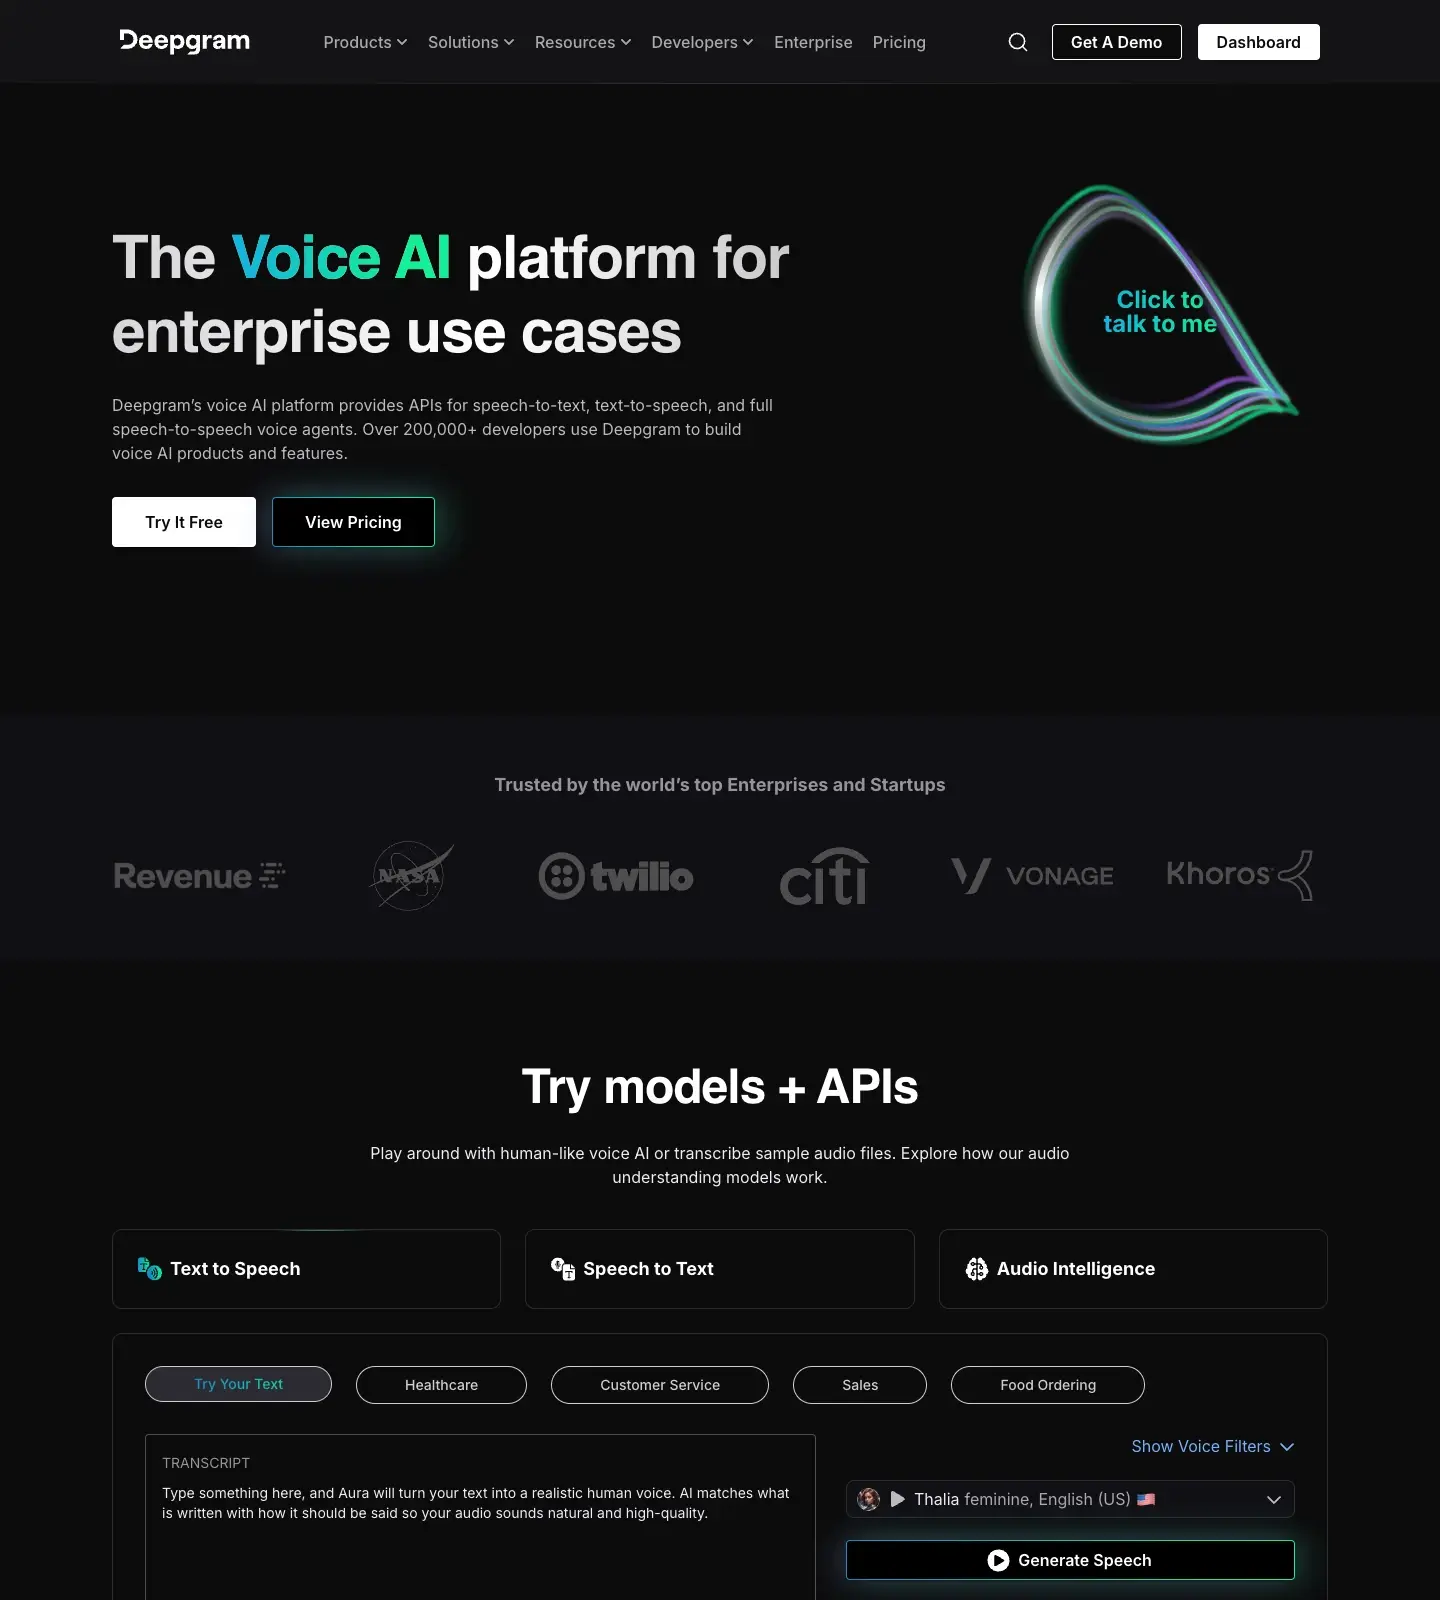 Deepgram
Products Solutions Resources Developers Enterprise Pricing Get A Demo Dashboard
The Voice AI platform for
enterprise use cases
Click to
talk to me
Deepgram’s voice AI platform provides APIs for speech-to-text, text-to-speech, and full
speech-to-speech voice agents. Over 200,000+ developers use Deepgram to build
voice AI products and features.
Try It Free View Pricing
Trusted by the world’s top Enterprises and Startups
Revenue NASA twilio citi VONAGE Khoros
Try models + APIs
Play around with human-like voice AI or transcribe sample audio files. Explore how our audio
understanding models work.
Text to Speech Speech to Text Audio Intelligence
Try Your Text Healthcare Customer Service Sales Food Ordering
TRANSCRIPT
Type something here, and Aura will turn your text into a realistic human voice. AI matches what
is written with how it should be said so your audio sounds natural and high-quality.
Show Voice Filters
Thalia feminine, English (US)
Generate Speech